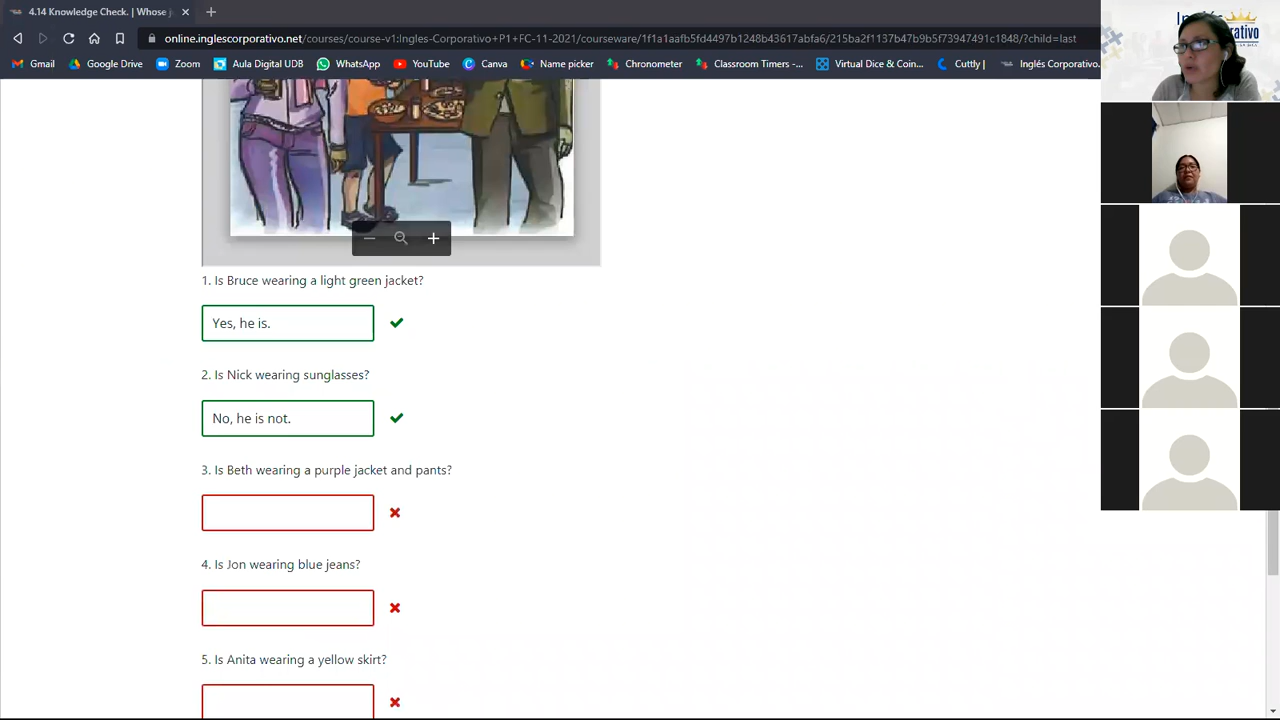 4.14 Knowledge Check. | Whose j
online.inglescorporativo.net/courses/course-v1:Ingles-Corporativo+P1+FC-TI+2021/courseware/1f1a1aafb5fd4497b1248b43617abfa6/215ba2f1137b47b9b5f73947491c1848/?child=last
Gmail Google Drive Zoom Aula Digital UDB WhatsApp YouTube Canva Name picker Chronometer Classroom Timers -... Virtual Dice & Coin... Cuttly | Inglés Corporativo.
1. Is Bruce wearing a light green jacket?
Yes, he is.
2. Is Nick wearing sunglasses?
No, he is not.
3. Is Beth wearing a purple jacket and pants?
4. Is Jon wearing blue jeans?
5. Is Anita wearing a yellow skirt?